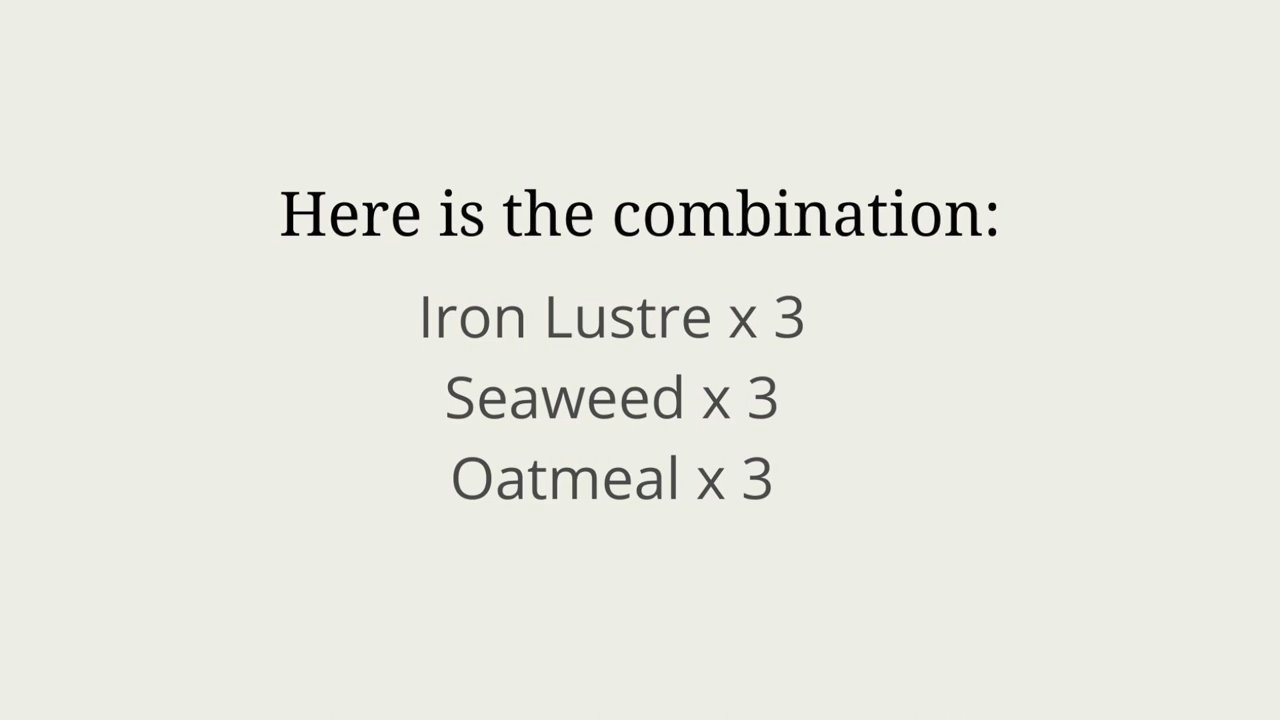 Here is the combination:
Iron Lustre x 3
Seaweed x 3
Oatmeal x 3